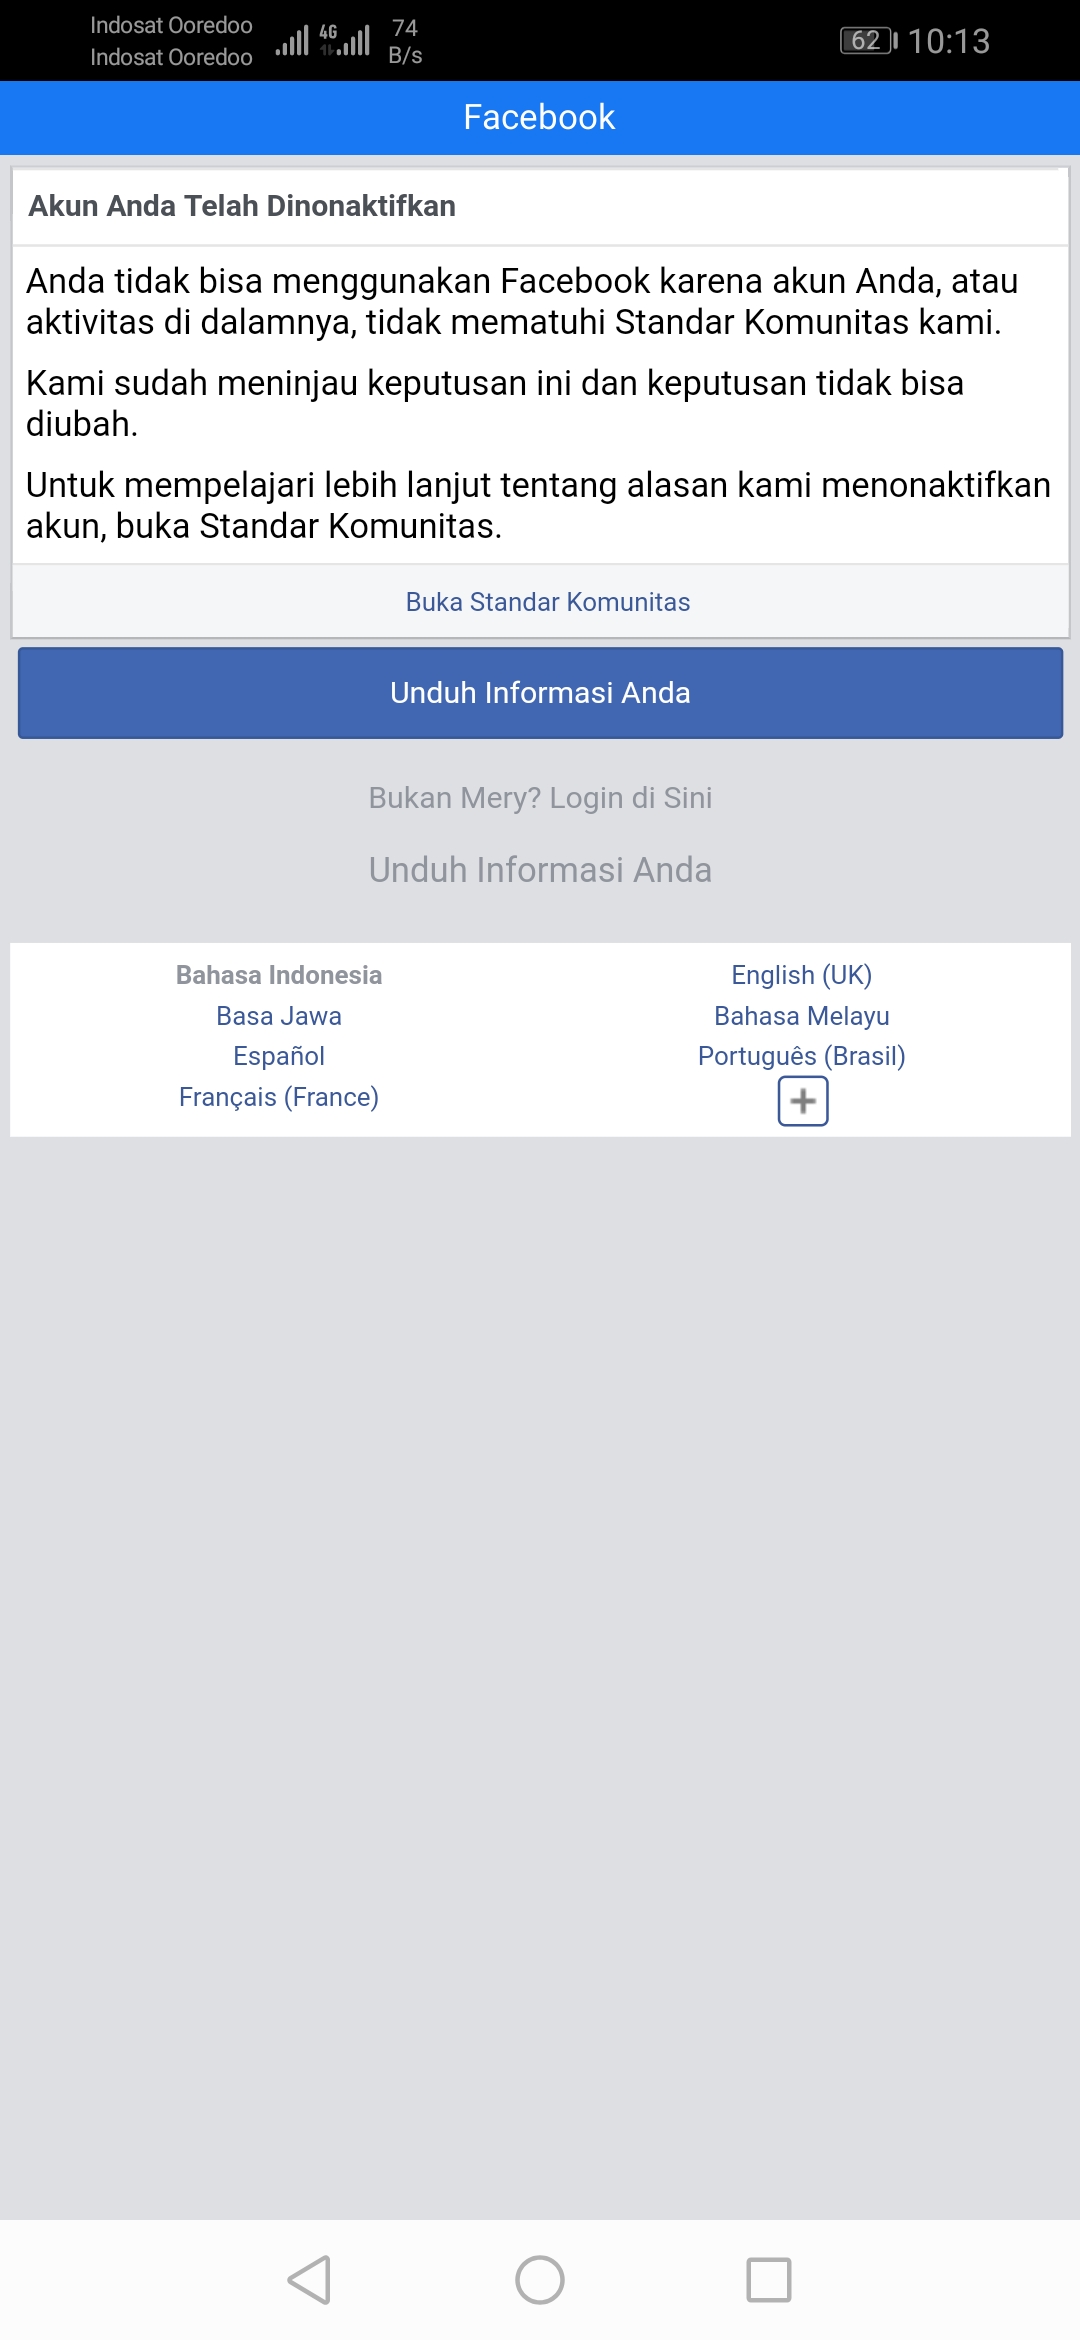 Indosat Ooredoo
Indosat Ooredoo
4G
74
B/s
62
10:13
Facebook
Akun Anda Telah Dinonaktifkan
Anda tidak bisa menggunakan Facebook karena akun Anda, atau
aktivitas di dalamnya, tidak mematuhi Standar Komunitas kami.
Kami sudah meninjau keputusan ini dan keputusan tidak bisa
diubah.
Untuk mempelajari lebih lanjut tentang alasan kami menonaktifkan
akun, buka Standar Komunitas.
Buka Standar Komunitas
Unduh Informasi Anda
Bukan Mery? Login di Sini
Unduh Informasi Anda
Bahasa Indonesia
English (UK)
Basa Jawa
Bahasa Melayu
Español
Português (Brasil)
Français (France)